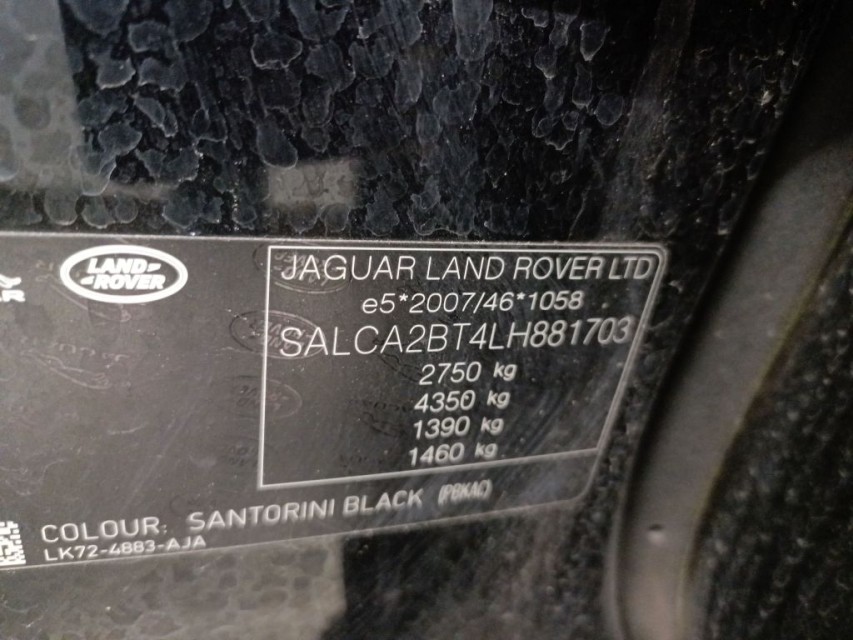 LAND
ROVER
JAGUAR LAND ROVER LTD
e5*2007/46*1058
SALCA2BT4LH881703
2750 kg
4350 kg
1390 kg
1460 kg
COLOUR: SANTORINI BLACK (PBKAC)
LK72-4883-AJA